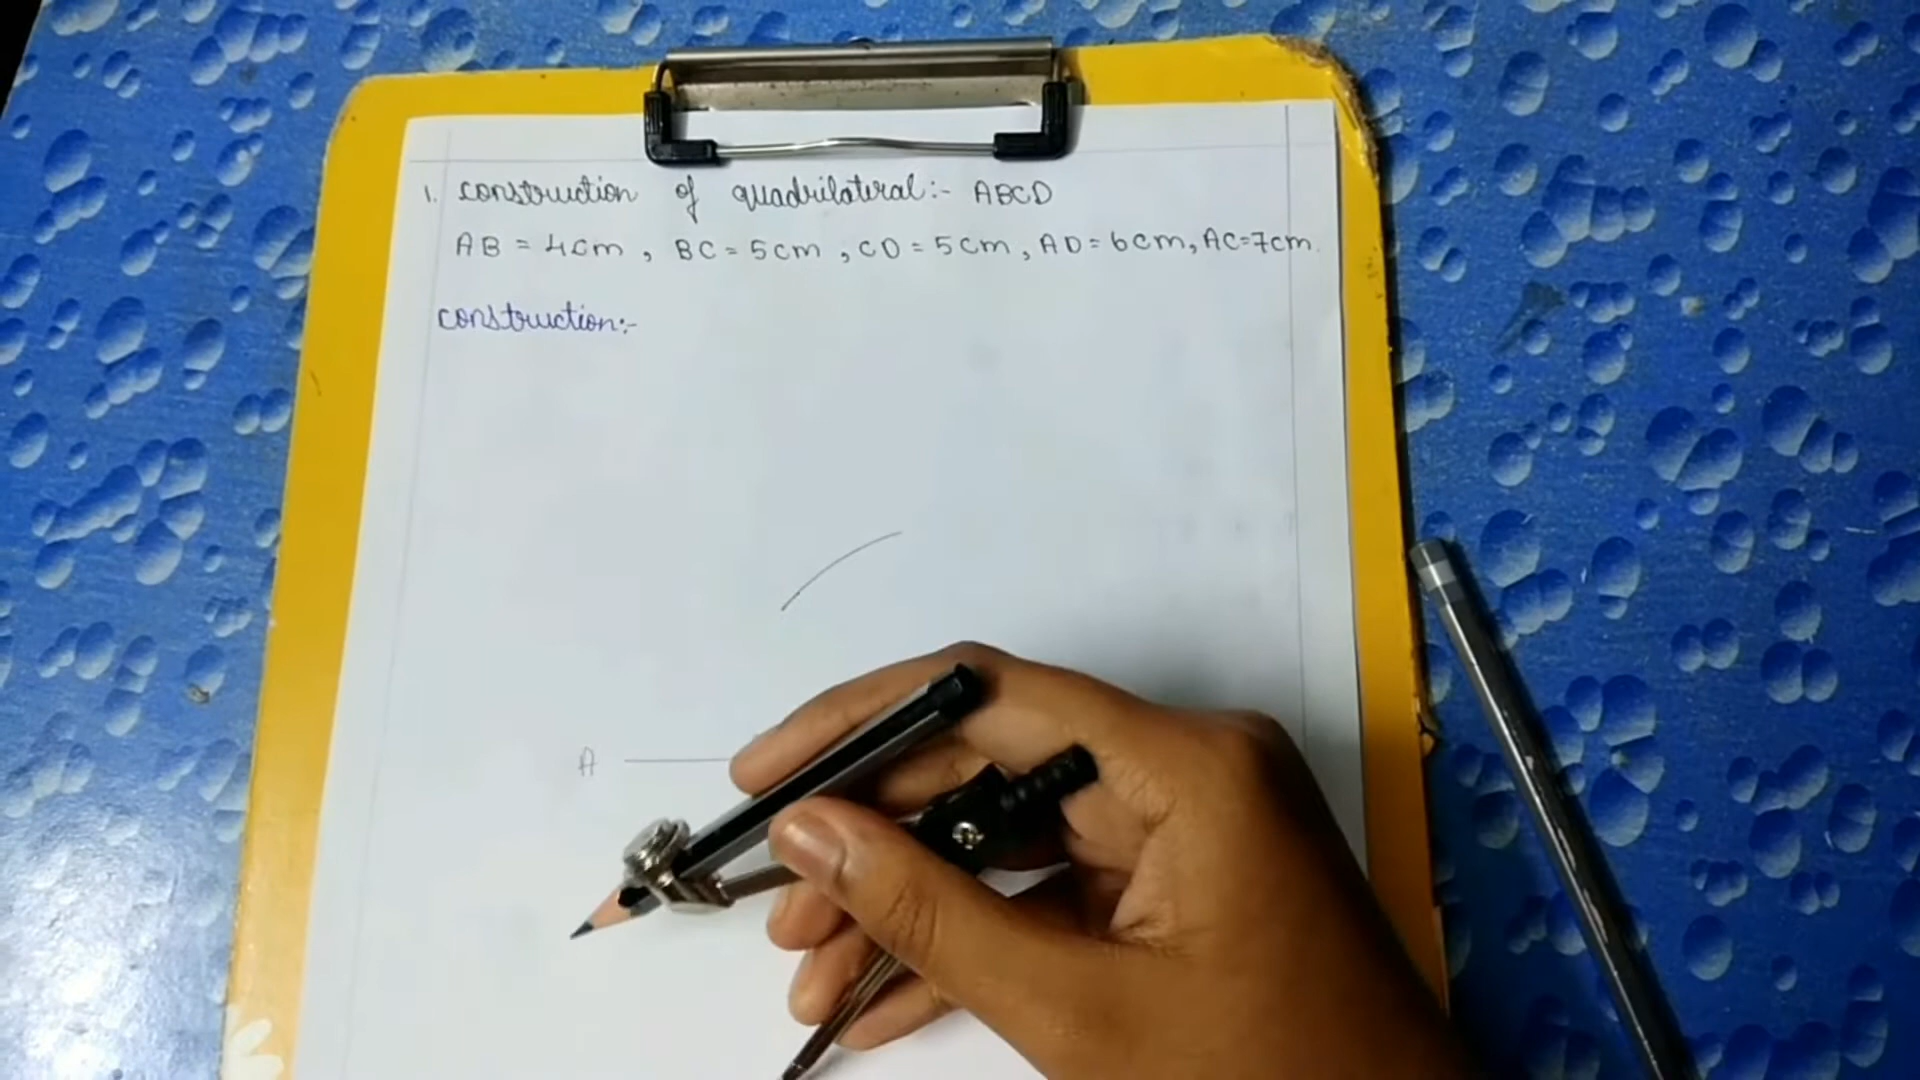 1. construction of quadrilateral:- ABCD
AB = 4cm, BC = 5cm, CD = 5cm, AD = 6cm, AC=7cm.
construction:-
A